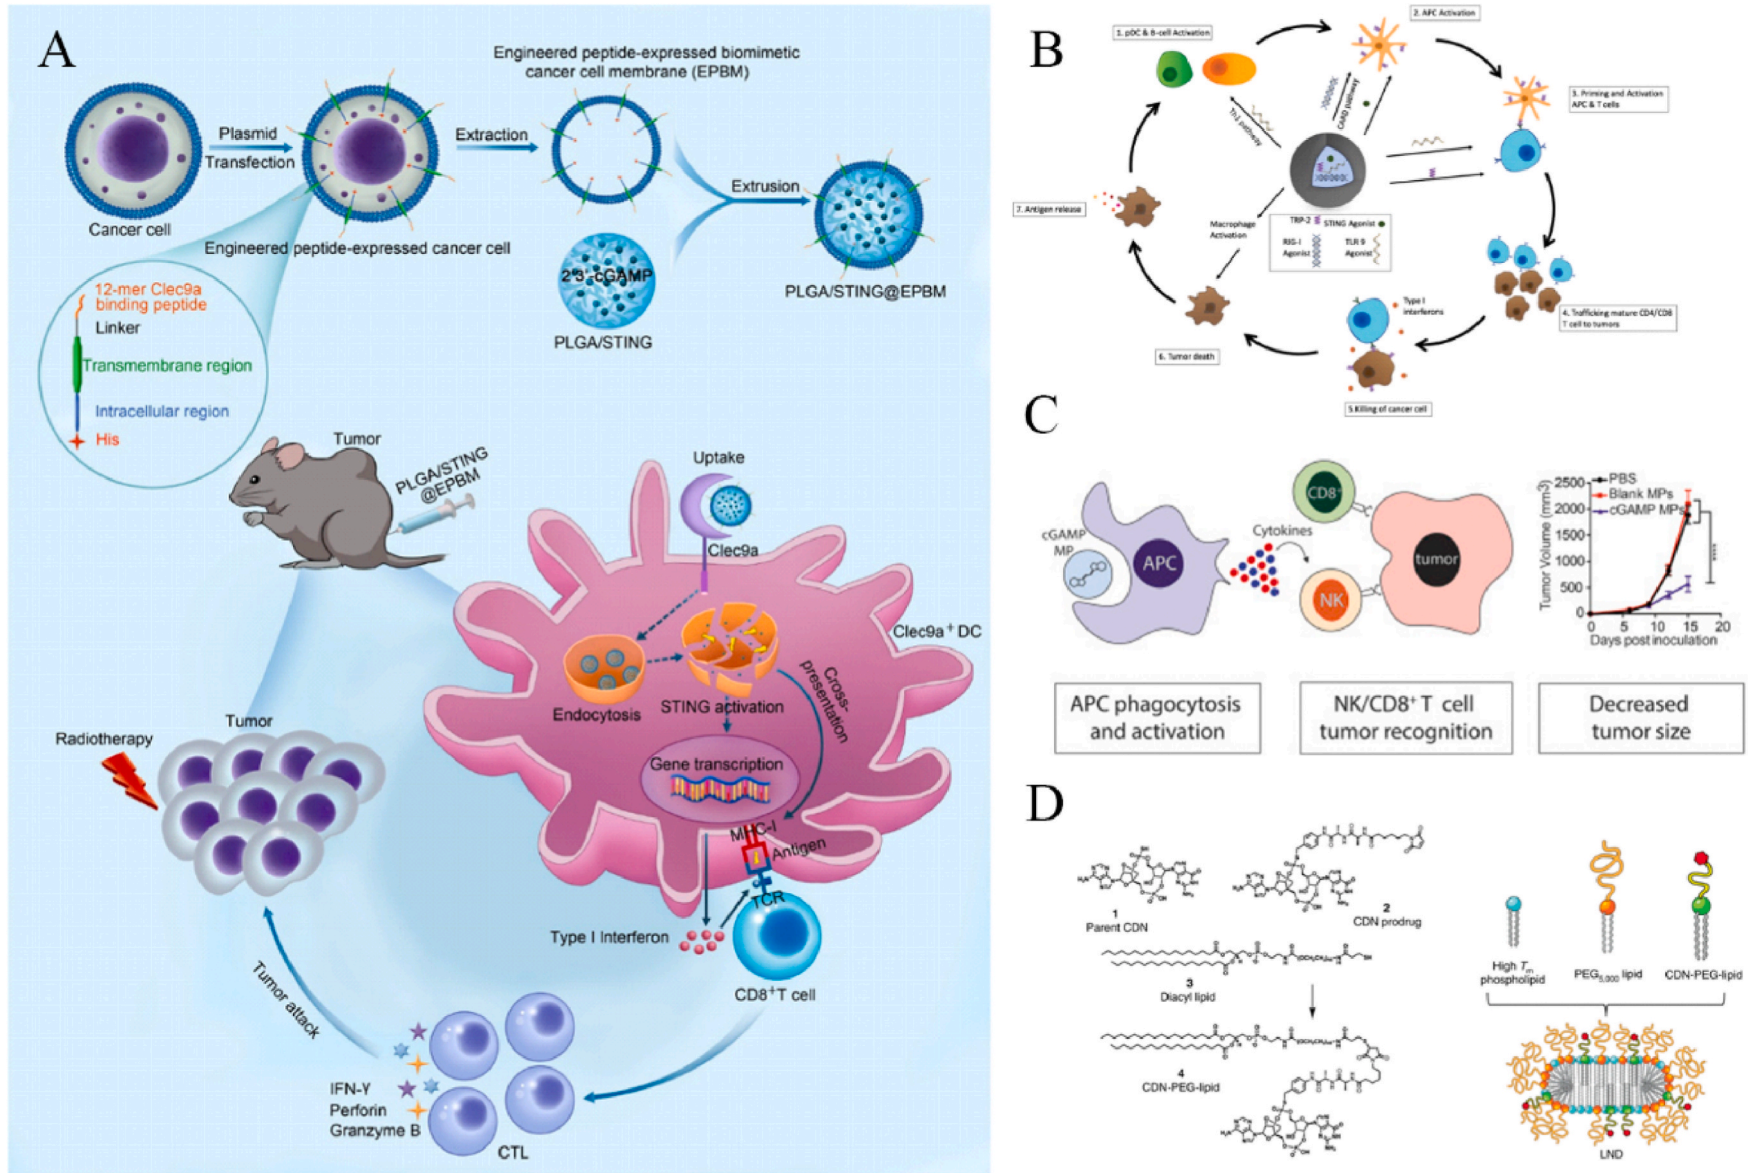 A
Engineered peptide-expressed biomimetic
cancer cell membrane (EPBM)
Plasmid
Transfection
Extraction
Extrusion
Cancer cell
Engineered peptide-expressed cancer cell
2'3'-cGAMP
PLGA/STING
PLGA/STING@EPBM
12-mer Clec9a
binding peptide
Linker
Transmembrane region
Intracellular region
His
Tumor
PLGA/STING
@EPBM
Uptake
Clec9a
Clec9a+ DC
Endocytosis
STING activation
Cross-
presentation
Gene transcription
MHC-I
Antigen
TCR
Type I Interferon
CD8+T cell
Radiotherapy
Tumor
Tumor attack
IFN-Y
Perforin
Granzyme B
CTL
B
1. pDC & B-cell Activation
2. APC Activation
3. Priming and Activation
APC & T cells
Th1 pathway
CARD pathway
Macrophage
Activation
TRP-2
STING Agonist
RIG-I
Agonist
TLR 9
Agonist
7. Antigen release
Type I
interferons
4. Trafficking mature CD4/CD8
T cell to tumors
6. Tumor death
5.Killing of cancer cell
C
cGAMP
MP
APC
Cytokines
CD8+
NK
tumor
Tumor Volume (mm3)
2500
2000
1500
1000
500
0
PBS
Blank MPs
cGAMP MPs
****
0 5 10 15 20
Days post inoculation
APC phagocytosis
and activation
NK/CD8+ T cell
tumor recognition
Decreased
tumor size
D
1
Parent CDN
2
CDN prodrug
3
Diacyl lipid
4
CDN-PEG-lipid
High Tm
phospholipid
PEG5,000 lipid
CDN-PEG-lipid
LND